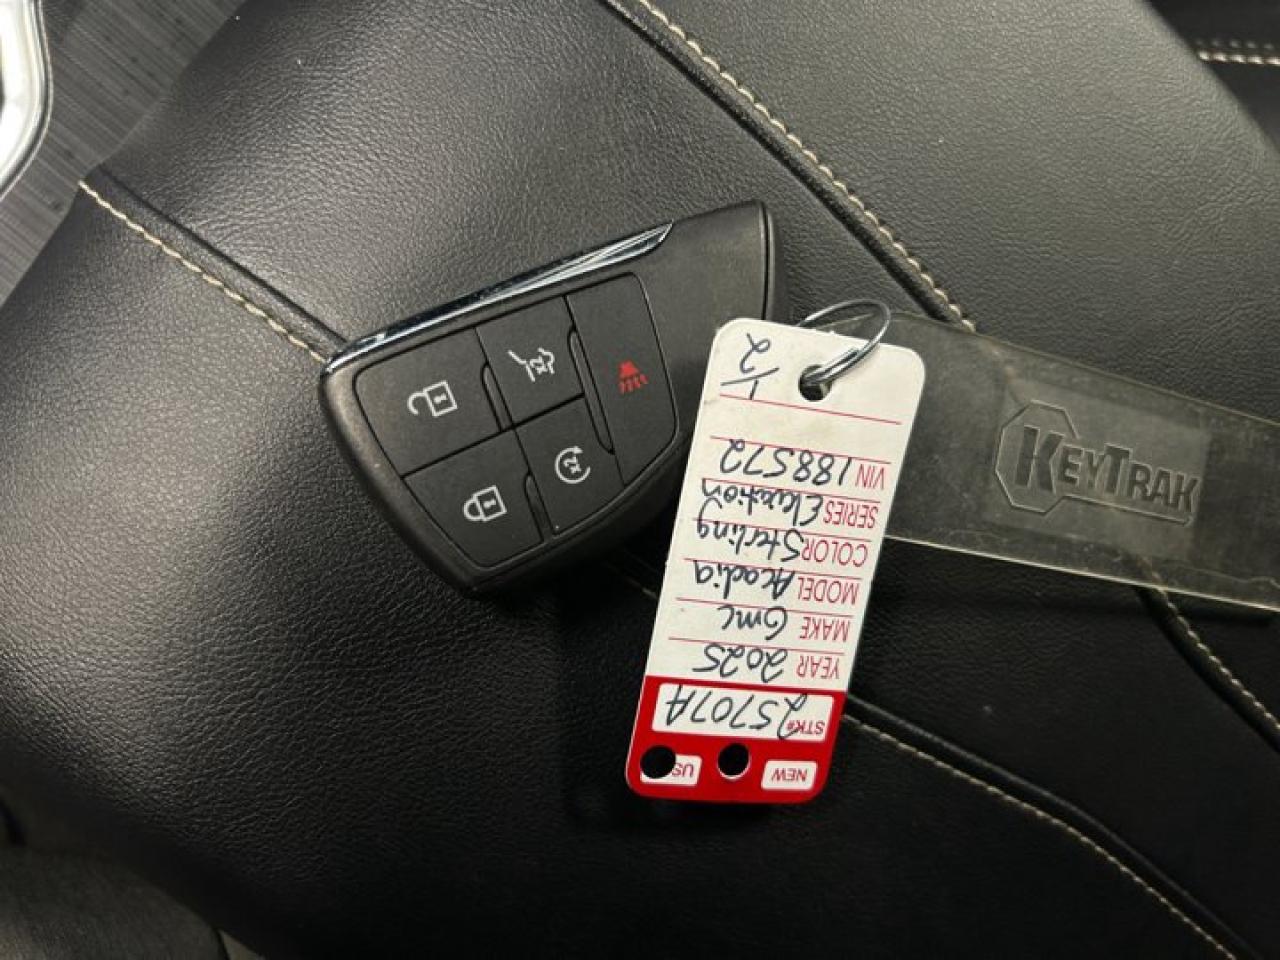 NEW US
STK# 25707A
YEAR 2025
MAKE Gmc
MODEL Acadia
COLOR Sterling
SERIES Elevation
VIN 188572
1/2
KEYTRAK